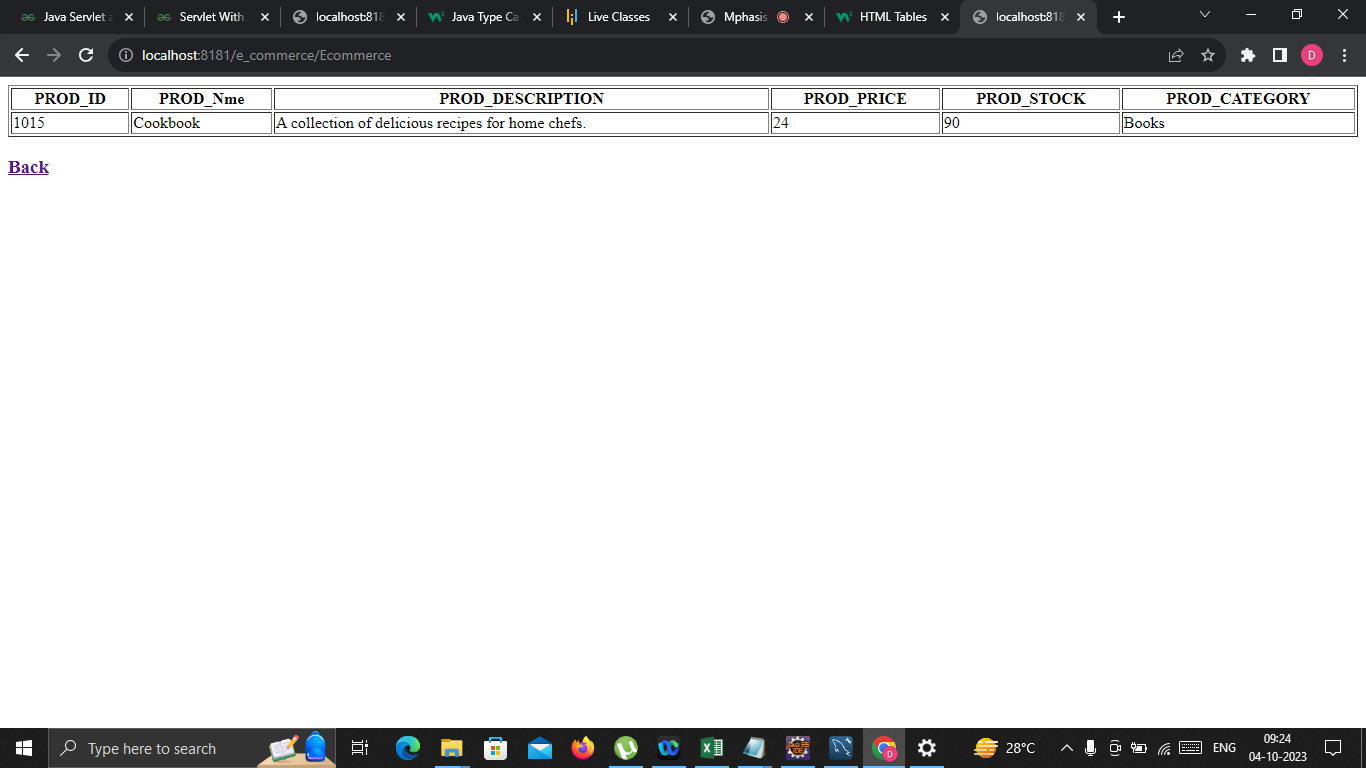 Java Servlet a
Servlet With
localhost:818
Java Type Ca
Live Classes
Mphasis
HTML Tables
localhost:818
localhost:8181/e_commerce/Ecommerce
D
PROD_ID PROD_Nme PROD_DESCRIPTION PROD_PRICE PROD_STOCK PROD_CATEGORY
1015 Cookbook A collection of delicious recipes for home chefs. 24 90 Books
Back
Type here to search
D
28°C
ENG
09:24
04-10-2023